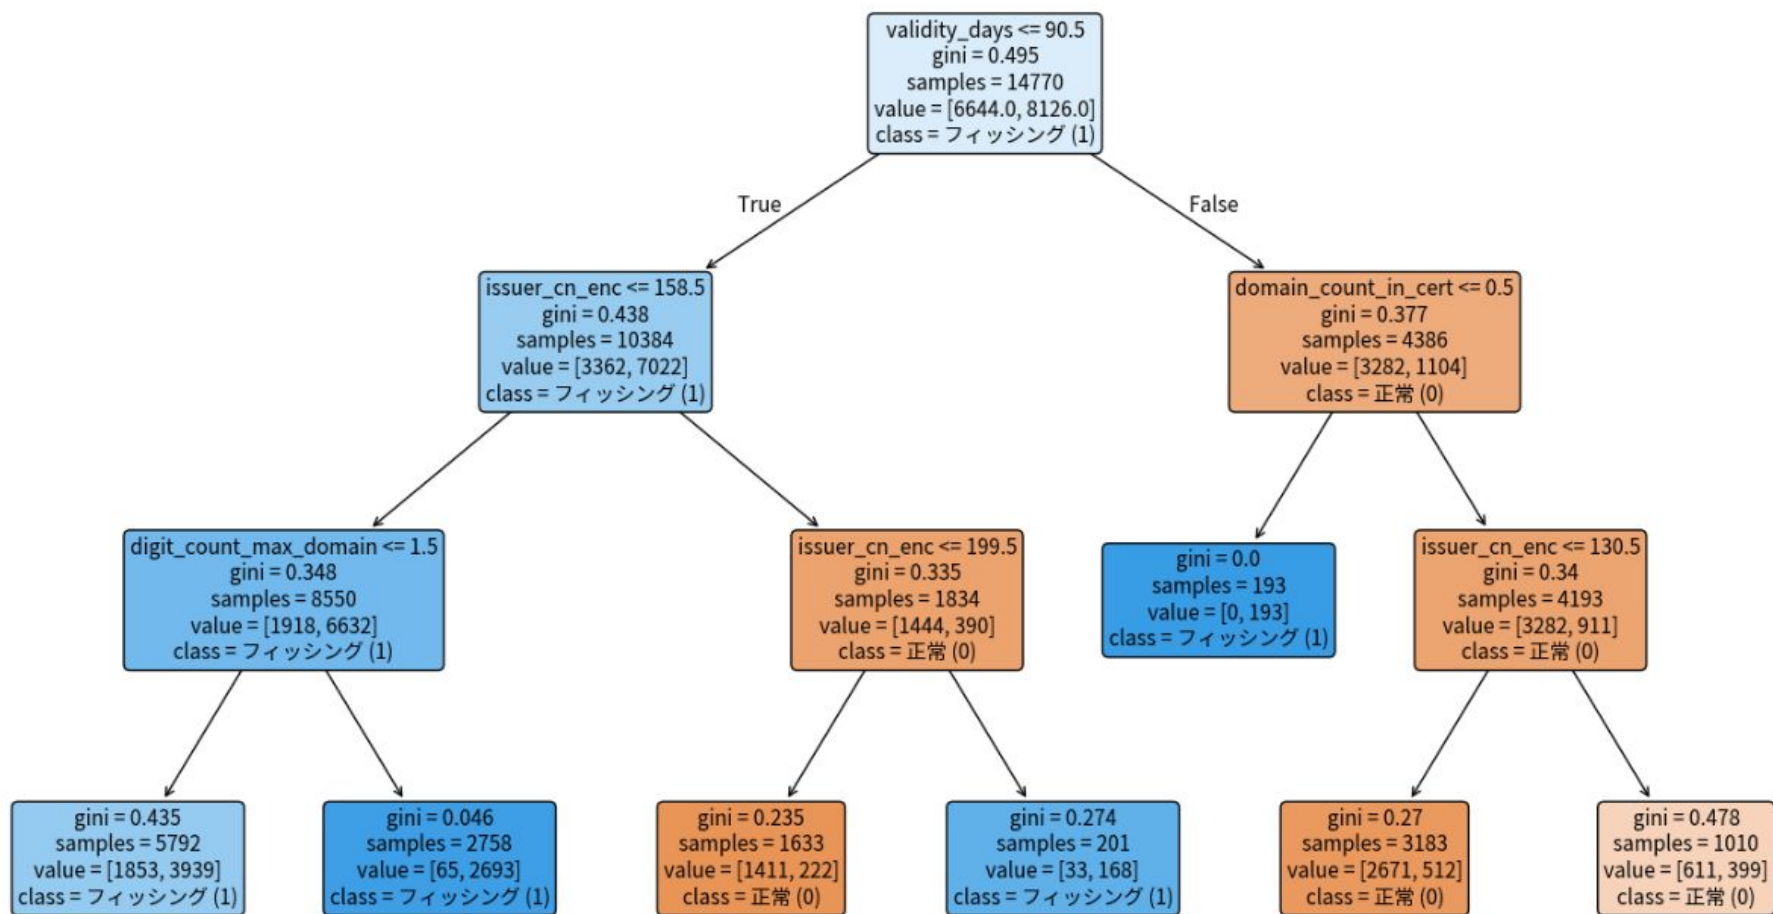 validity_days <= 90.5
gini = 0.495
samples = 14770
value = [6644.0, 8126.0]
class = フィッシング (1)
True
False
issuer_cn_enc <= 158.5
gini = 0.438
samples = 10384
value = [3362, 7022]
class = フィッシング (1)
domain_count_in_cert <= 0.5
gini = 0.377
samples = 4386
value = [3282, 1104]
class = 正常 (0)
digit_count_max_domain <= 1.5
gini = 0.348
samples = 8550
value = [1918, 6632]
class = フィッシング (1)
issuer_cn_enc <= 199.5
gini = 0.335
samples = 1834
value = [1444, 390]
class = 正常 (0)
gini = 0.0
samples = 193
value = [0, 193]
class = フィッシング (1)
issuer_cn_enc <= 130.5
gini = 0.34
samples = 4193
value = [3282, 911]
class = 正常 (0)
gini = 0.435
samples = 5792
value = [1853, 3939]
class = フィッシング (1)
gini = 0.046
samples = 2758
value = [65, 2693]
class = フィッシング (1)
gini = 0.235
samples = 1633
value = [1411, 222]
class = 正常 (0)
gini = 0.274
samples = 201
value = [33, 168]
class = フィッシング (1)
gini = 0.27
samples = 3183
value = [2671, 512]
class = 正常 (0)
gini = 0.478
samples = 1010
value = [611, 399]
class = 正常 (0)